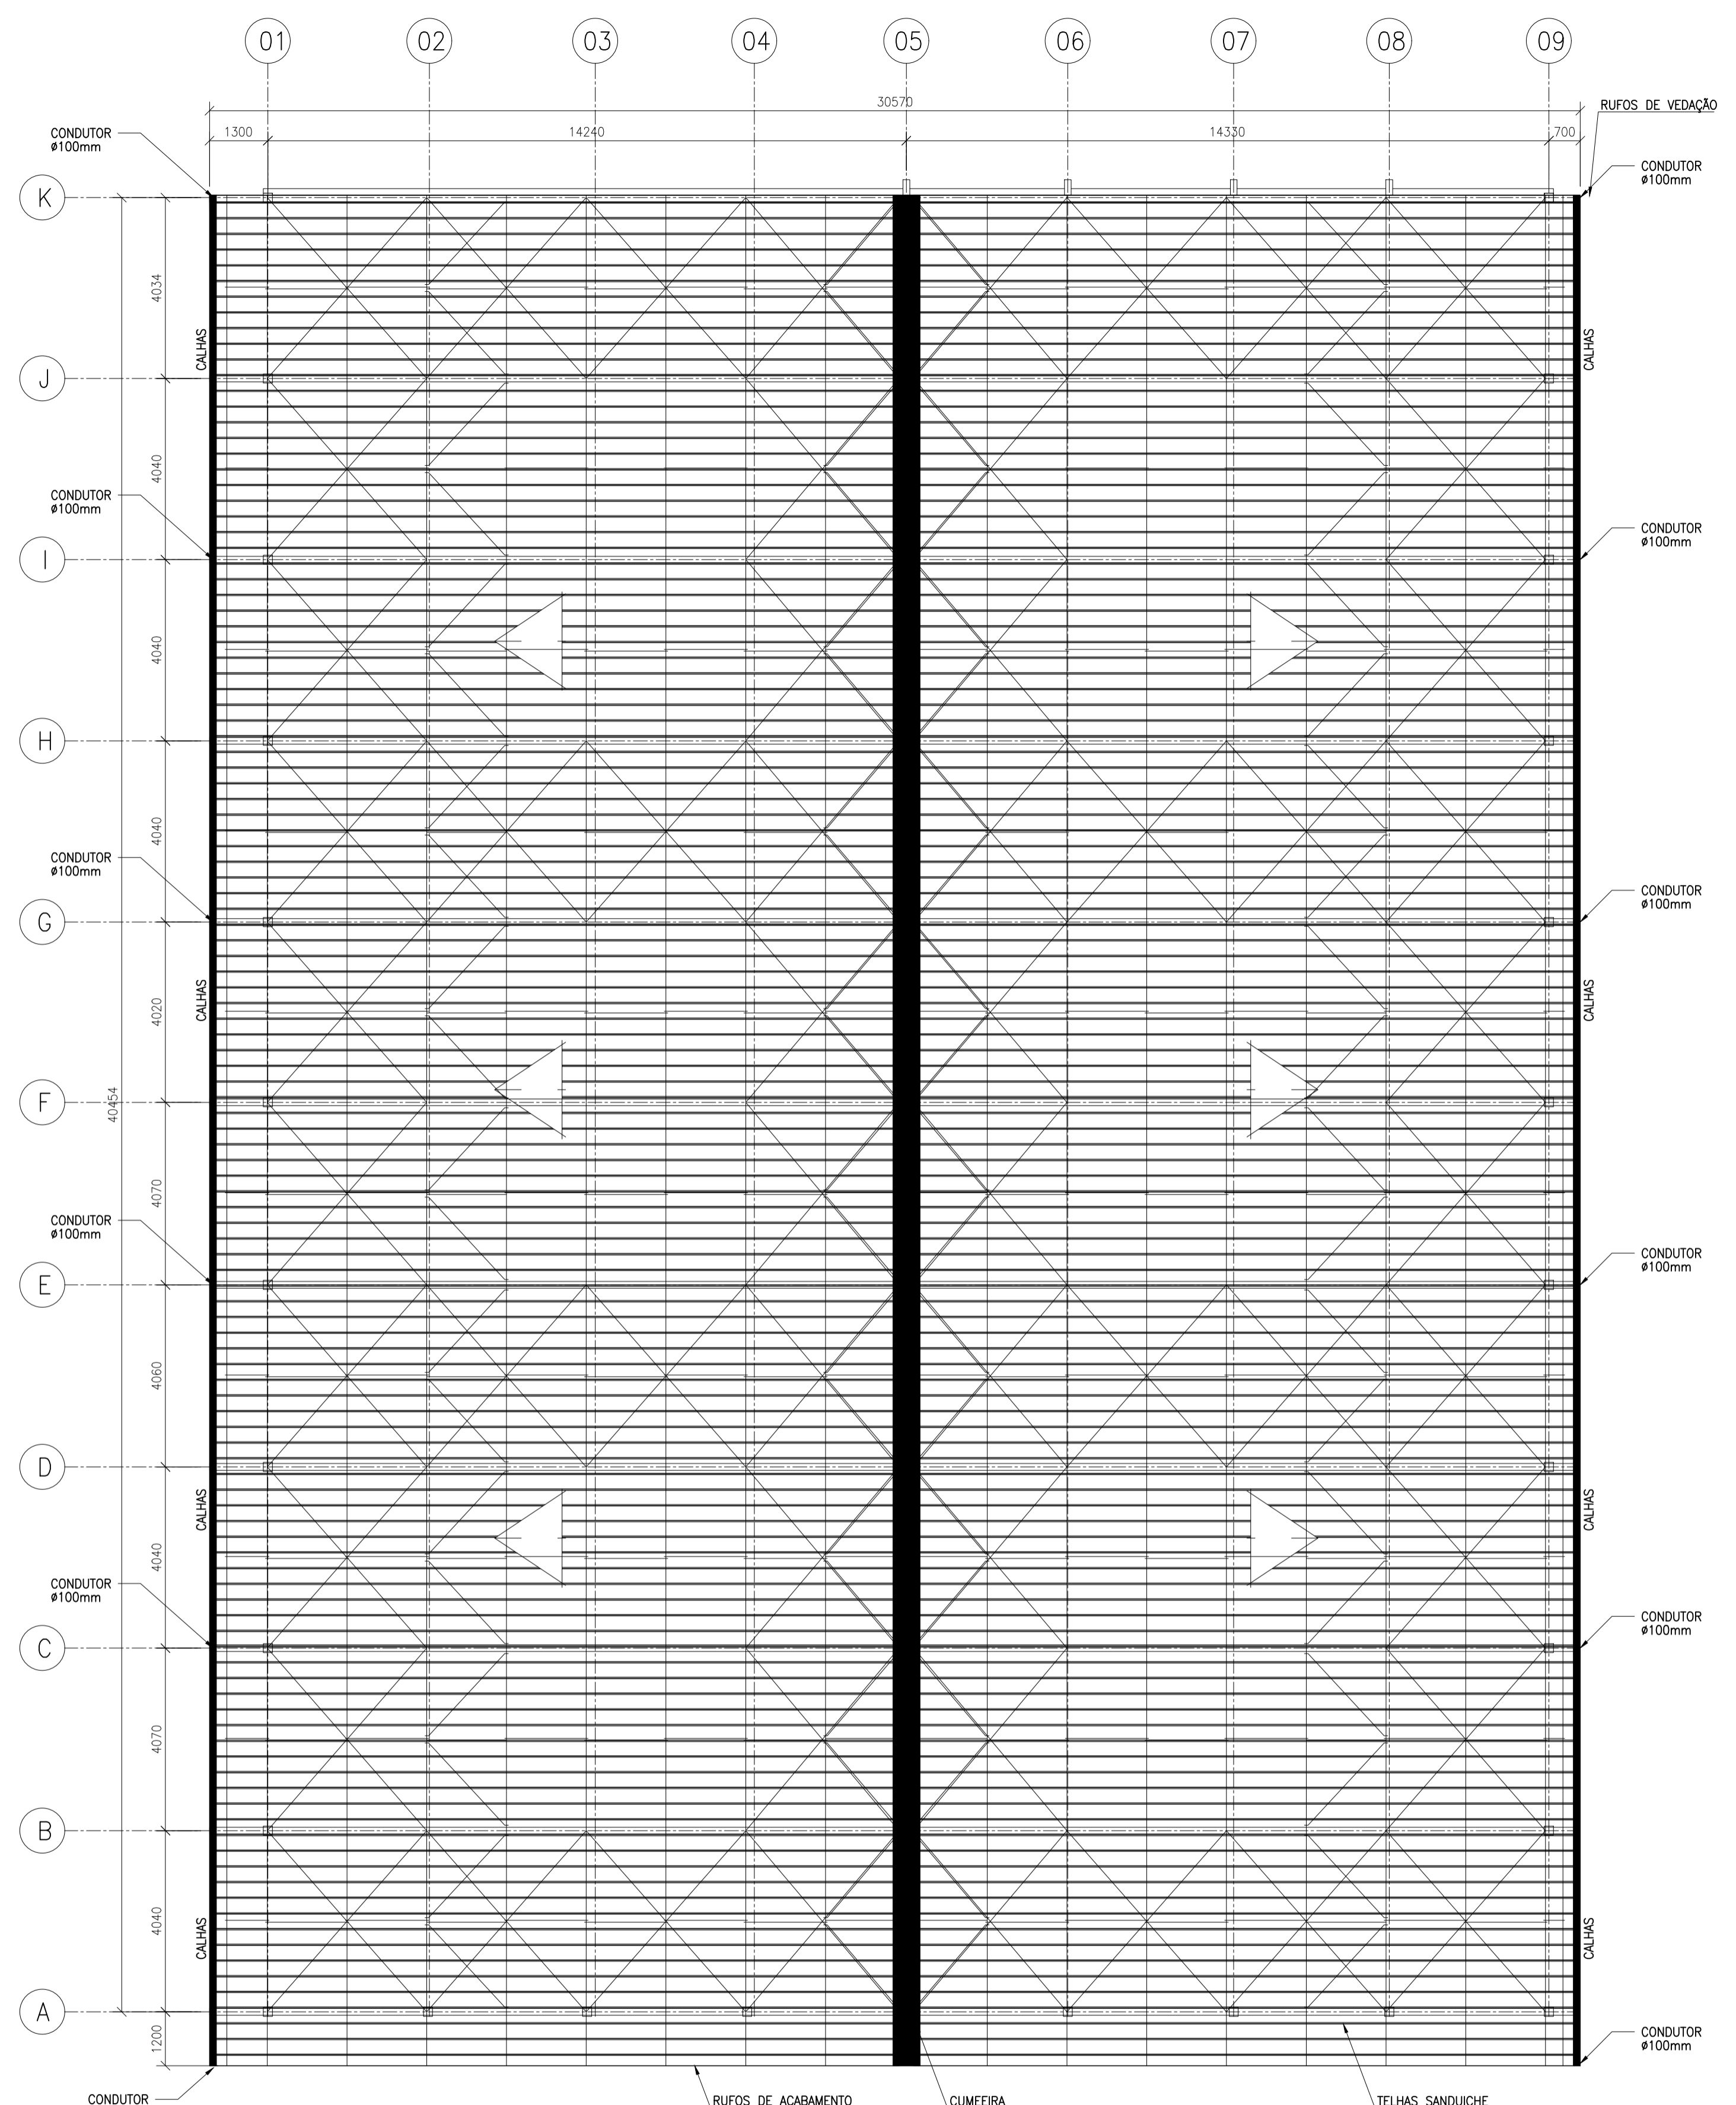 01 02 03 04 05 06 07 08 09
30570
RUFOS DE VEDAÇÃO
1300 14240 14330 700
CONDUTOR
ø100mm
CONDUTOR
ø100mm
K
4034
CALHAS
CALHAS
J
4040
CONDUTOR
ø100mm
CONDUTOR
ø100mm
I
4040
H
4040
CONDUTOR
ø100mm
CONDUTOR
ø100mm
G
CALHAS
4020
CALHAS
F
40454
4070
CONDUTOR
ø100mm
CONDUTOR
ø100mm
E
4060
D
CALHAS
CALHAS
4040
CONDUTOR
ø100mm
CONDUTOR
ø100mm
C
4070
B
4040
CALHAS
CALHAS
A
1200
CONDUTOR
ø100mm
CONDUTOR
RUFOS DE ACABAMENTO
CUMEEIRA
TELHAS SANDUICHE